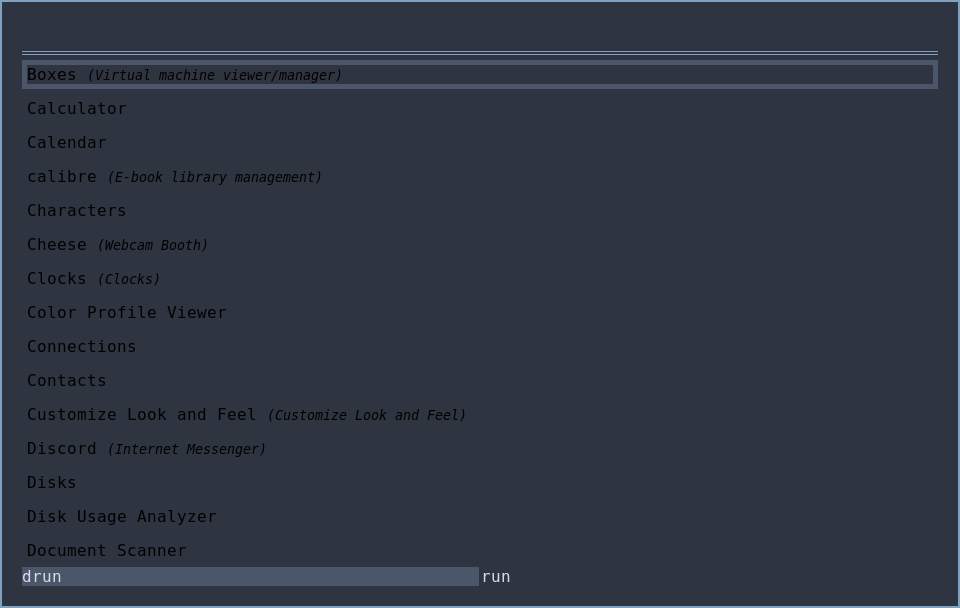 Boxes (Virtual machine viewer/manager)
Calculator
Calendar
calibre (E-book library management)
Characters
Cheese (Webcam Booth)
Clocks (Clocks)
Color Profile Viewer
Connections
Contacts
Customize Look and Feel (Customize Look and Feel)
Discord (Internet Messenger)
Disks
Disk Usage Analyzer
Document Scanner
drun run